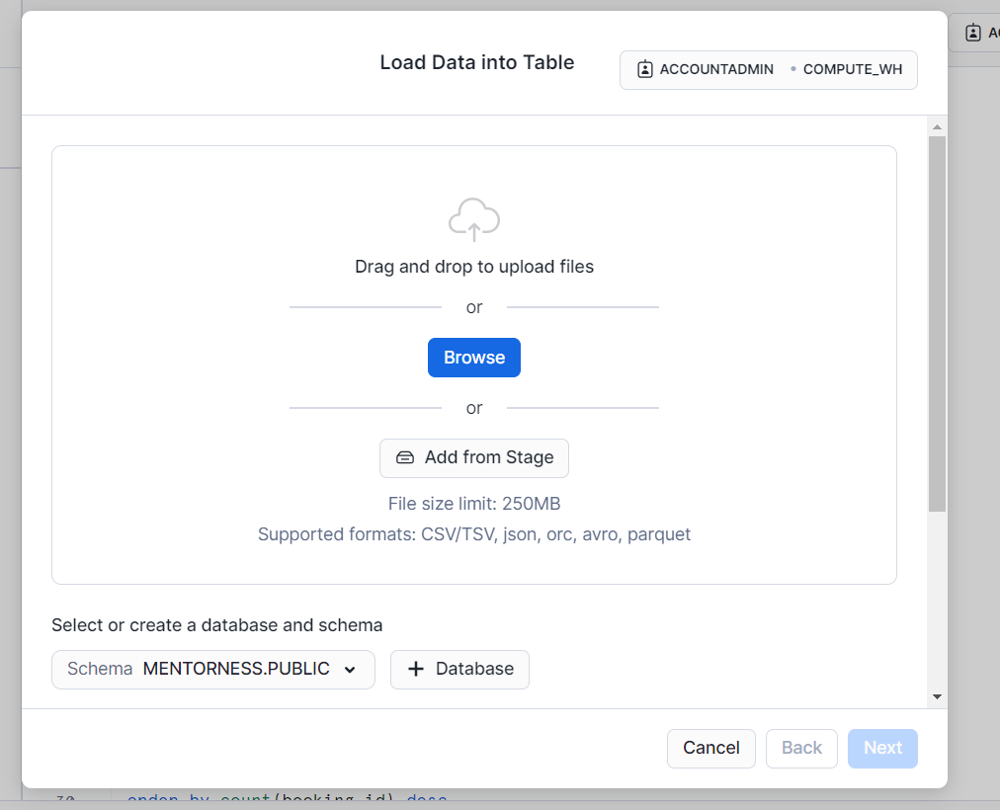 Load Data into Table
ACCOUNTADMIN • COMPUTE_WH
Drag and drop to upload files
or
Browse
or
Add from Stage
File size limit: 250MB
Supported formats: CSV/TSV, json, orc, avro, parquet
Select or create a database and schema
Schema MENTORNESS.PUBLIC
+ Database
Cancel Back Next
30 order by count(booking_id) desc